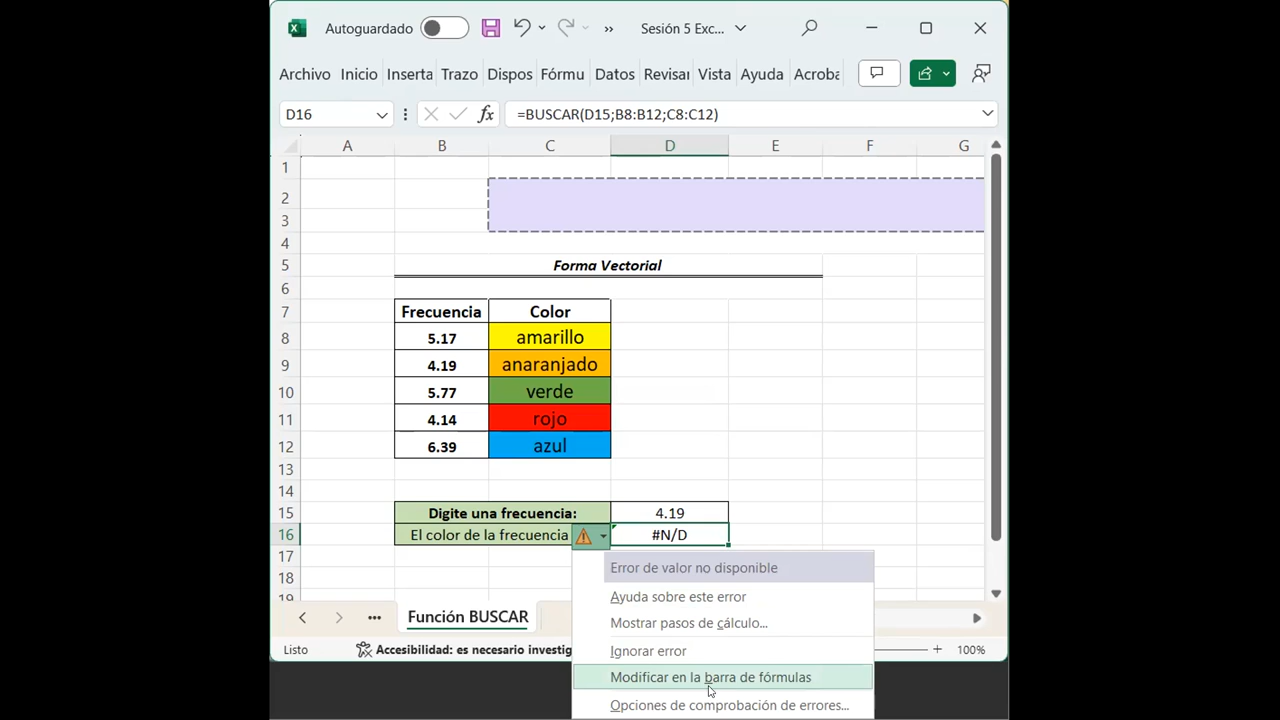 Autoguardado
Sesión 5 Exc...
Archivo Inicio Inserta Trazo Dispos Fórmu Datos Revisar Vista Ayuda Acroba
D16 fx =BUSCAR(D15;B8:B12;C8:C12)
A B C D E F G
1
2
3
4
5 Forma Vectorial
6
7 Frecuencia Color
8 5.17 amarillo
9 4.19 anaranjado
10 5.77 verde
11 4.14 rojo
12 6.39 azul
13
14
15 Digite una frecuencia: 4.19
16 El color de la frecuencia #N/D
17
18
19
Error de valor no disponible
Ayuda sobre este error
Mostrar pasos de cálculo...
Ignorar error
Modificar en la barra de fórmulas
Opciones de comprobación de errores...
Función BUSCAR
Listo Accesibilidad: es necesario investig 100%